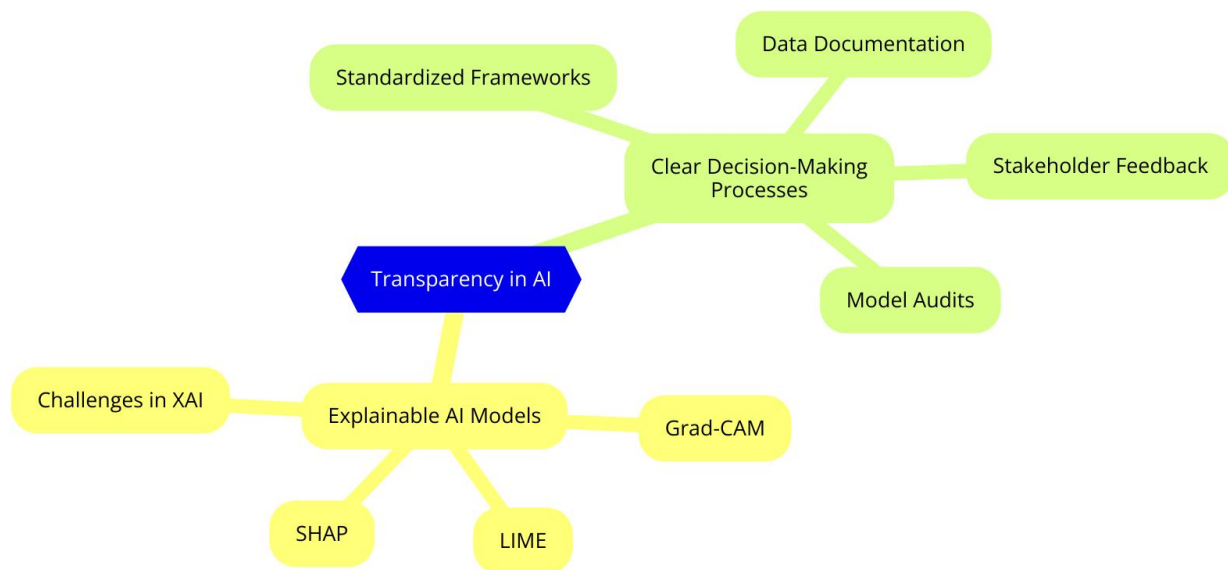 Data Documentation
Standardized Frameworks
Clear Decision-Making
Processes
Stakeholder Feedback
Transparency in AI
Model Audits
Challenges in XAI
Explainable AI Models
Grad-CAM
SHAP
LIME